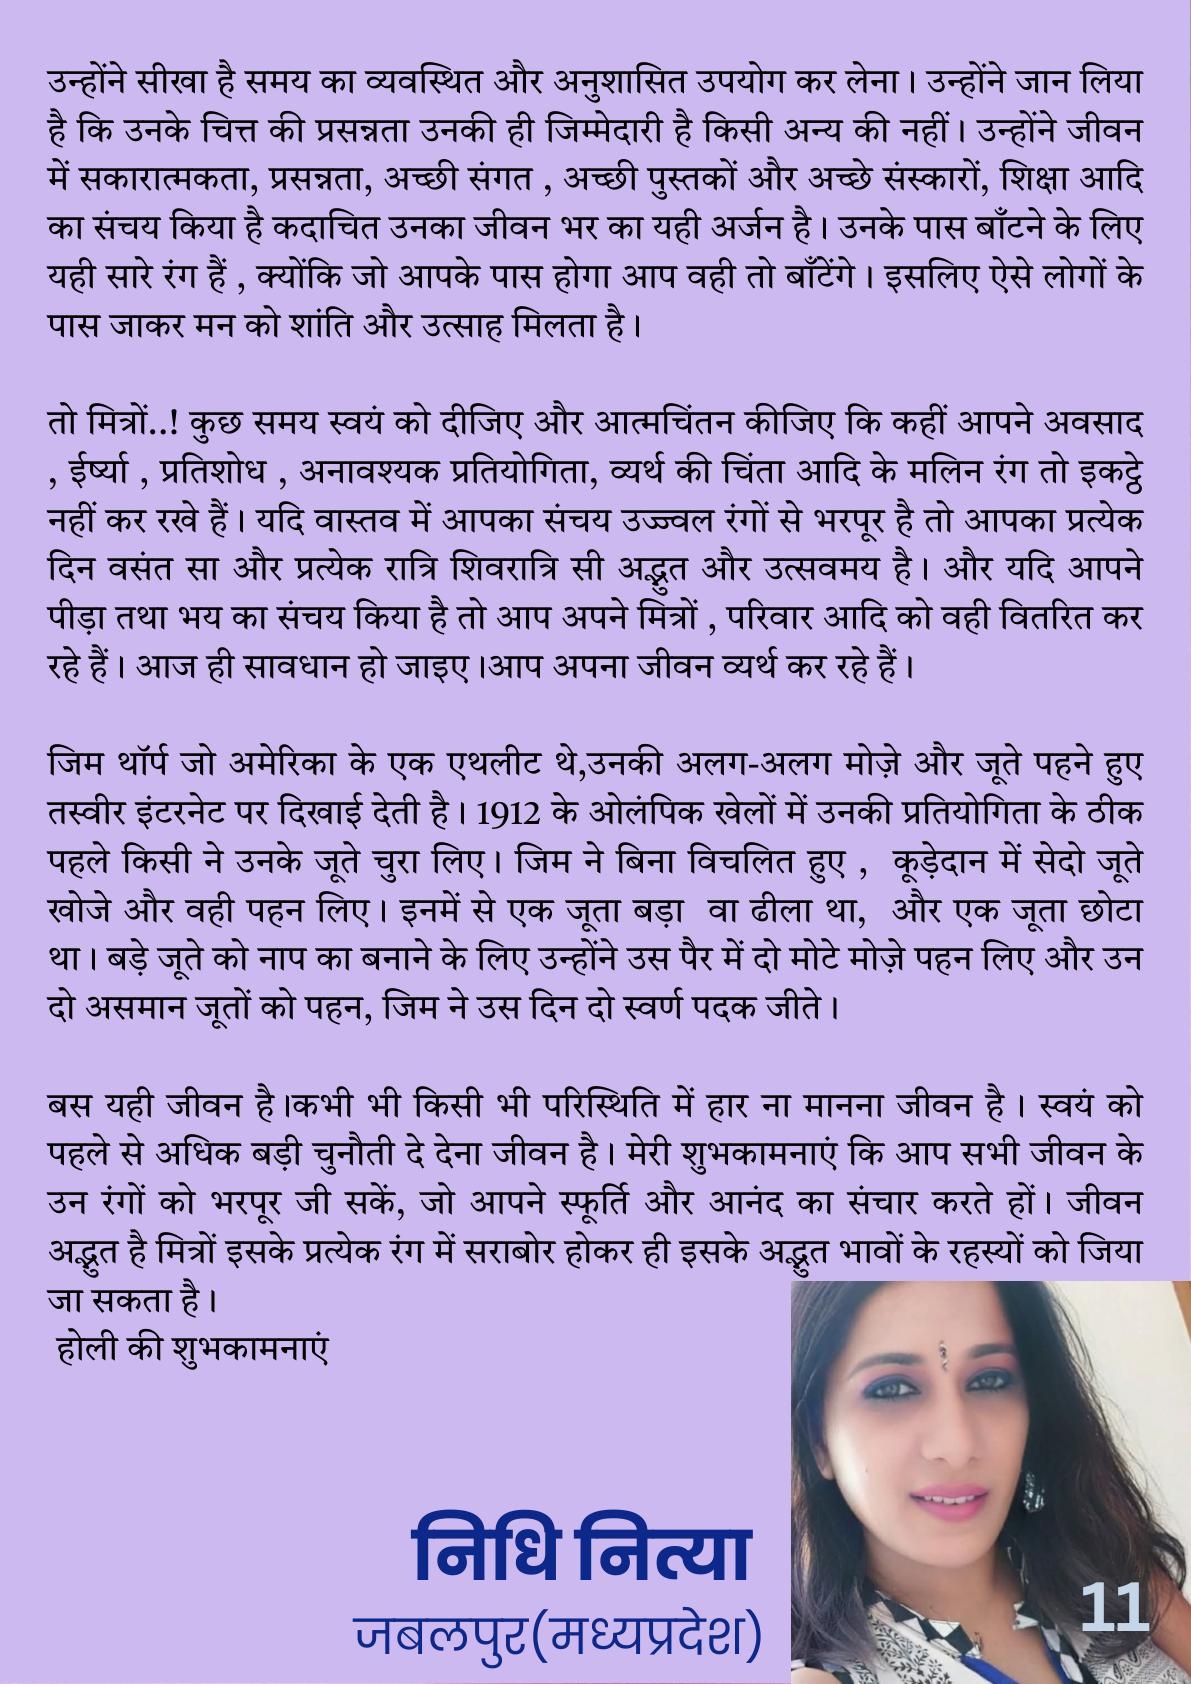 उन्होंने सीखा है समय का व्यवस्थित और अनुशासित उपयोग कर लेना। उन्होंने जान लिया
है कि उनके चित्त की प्रसन्नता उनकी ही जिम्मेदारी है किसी अन्य की नहीं। उन्होंने जीवन
में सकारात्मकता, प्रसन्नता, अच्छी संगत , अच्छी पुस्तकों और अच्छे संस्कारों, शिक्षा आदि
का संचय किया है कदाचित उनका जीवन भर का यही अर्जन है। उनके पास बाँटने के लिए
यही सारे रंग हैं , क्योंकि जो आपके पास होगा आप वही तो बाँटेंगे। इसलिए ऐसे लोगों के
पास जाकर मन को शांति और उत्साह मिलता है।
तो मित्रों..! कुछ समय स्वयं को दीजिए और आत्मचिंतन कीजिए कि कहीं आपने अवसाद
, ईर्ष्या , प्रतिशोध , अनावश्यक प्रतियोगिता, व्यर्थ की चिंता आदि के मलिन रंग तो इकट्ठे
नहीं कर रखे हैं। यदि वास्तव में आपका संचय उज्ज्वल रंगों से भरपूर है तो आपका प्रत्येक
दिन वसंत सा और प्रत्येक रात्रि शिवरात्रि सी अद्भुत और उत्सवमय है। और यदि आपने
पीड़ा तथा भय का संचय किया है तो आप अपने मित्रों , परिवार आदि को वही वितरित कर
रहे हैं। आज ही सावधान हो जाइए।आप अपना जीवन व्यर्थ कर रहे हैं।
जिम थॉर्प जो अमेरिका के एक एथलीट थे,उनकी अलग-अलग मोज़े और जूते पहने हुए
तस्वीर इंटरनेट पर दिखाई देती है। 1912 के ओलंपिक खेलों में उनकी प्रतियोगिता के ठीक
पहले किसी ने उनके जूते चुरा लिए। जिम ने बिना विचलित हुए , कूड़ेदान में सेदो जूते
खोजे और वही पहन लिए। इनमें से एक जूता बड़ा वा ढीला था, और एक जूता छोटा
था। बड़े जूते को नाप का बनाने के लिए उन्होंने उस पैर में दो मोटे मोज़े पहन लिए और उन
दो असमान जूतों को पहन, जिम ने उस दिन दो स्वर्ण पदक जीते।
बस यही जीवन है।कभी भी किसी भी परिस्थिति में हार ना मानना जीवन है। स्वयं को
पहले से अधिक बड़ी चुनौती दे देना जीवन है। मेरी शुभकामनाएं कि आप सभी जीवन के
उन रंगों को भरपूर जी सकें, जो आपने स्फूर्ति और आनंद का संचार करते हों। जीवन
अद्भुत है मित्रों इसके प्रत्येक रंग में सराबोर होकर ही इसके अद्भुत भावों के रहस्यों को जिया
जा सकता है।
होली की शुभकामनाएं
निधि नित्या
जबलपुर(मध्यप्रदेश)
11